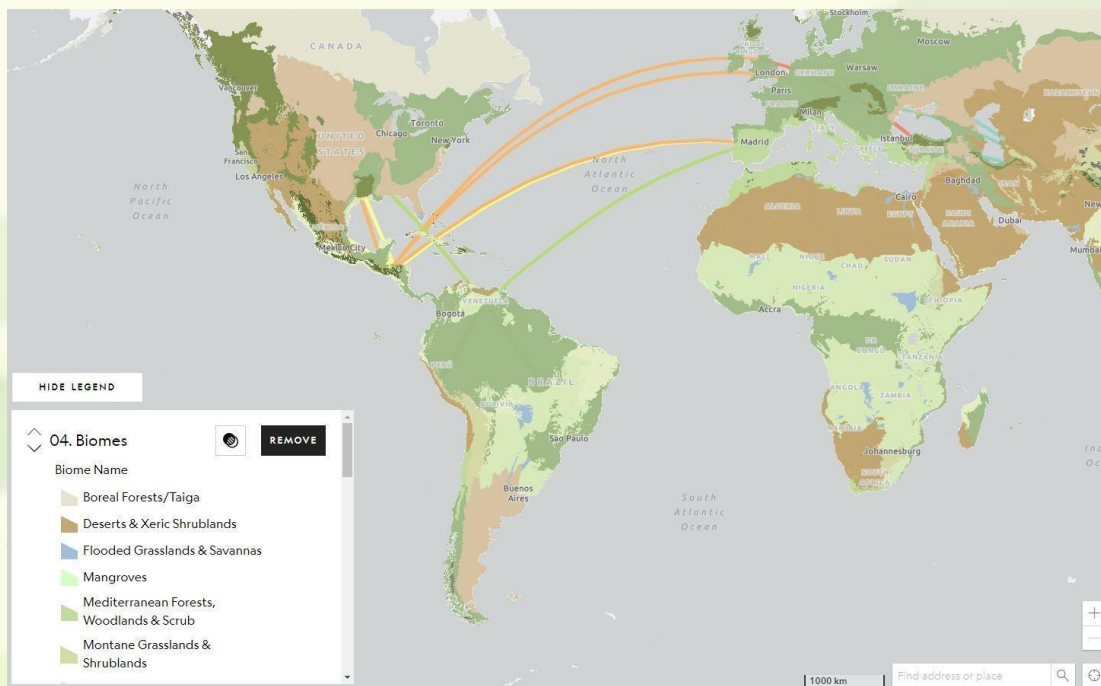 Stockholm
Moscow
CANADA
London
Warsaw
GERMANY
Vancouver
Paris
UKRAINE
KAZAKHSTAN
FRANCE
Milan
Toronto
Chicago
New York
ITALY
Istanbul
UNITED
STATES
Madrid
GREECE
San
Francisco
Los Angeles
North
Pacific
Ocean
North
Atlantic
Ocean
Baghdad
IRAN
Cairo
ALGERIA
LIBYA
EGYPT
SAUDI
ARABIA
Dubai
New
Mexico City
Mumbai
MALI
NIGER
CHAD
SUDAN
NIGERIA
ETHIOPIA
VENEZUELA
Bogotá
Accra
DR
CONGO
TANZANIA
PERÚ
BRAZIL
BOLIVIA
ANGOLA
ZAMBIA
NAMIBIA
São Paulo
Johannesburg
SOUTH
AFRICA
Buenos
Aires
South
Atlantic
Ocean
HIDE LEGEND
04. Biomes
REMOVE
Biome Name
Boreal Forests/Taiga
Deserts & Xeric Shrublands
Flooded Grasslands & Savannas
Mangroves
Mediterranean Forests,
Woodlands & Scrub
Montane Grasslands &
Shrublands
1000 km
Find address or place
+
−